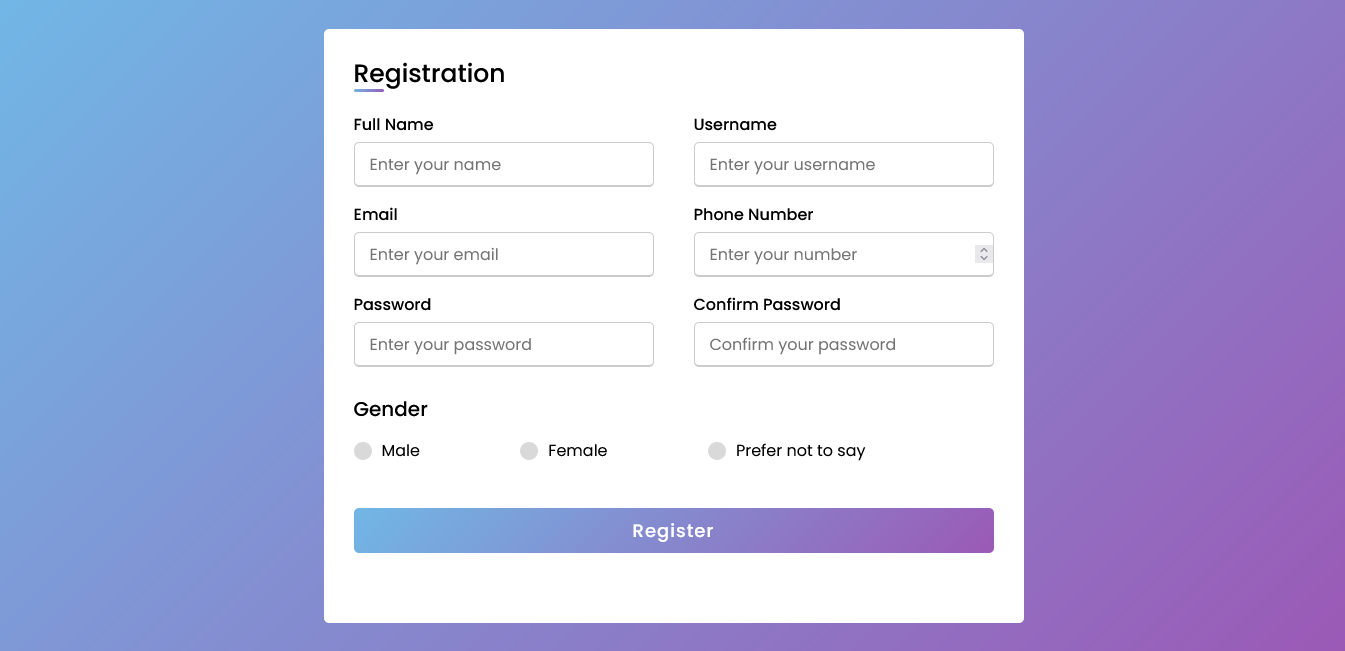 Registration
Full Name Username
Enter your name Enter your username
Email Phone Number
Enter your email Enter your number
Password Confirm Password
Enter your password Confirm your password
Gender
Male Female Prefer not to say
Register